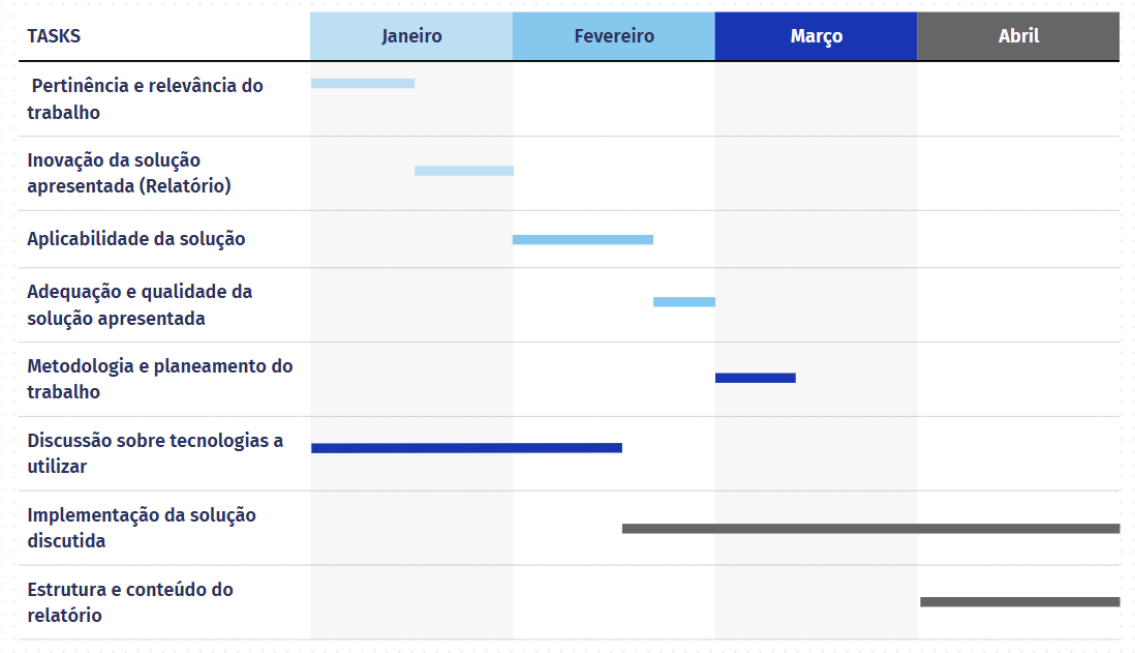 TASKS Janeiro Fevereiro Março Abril
Pertinência e relevância do
trabalho
Inovação da solução
apresentada (Relatório)
Aplicabilidade da solução
Adequação e qualidade da
solução apresentada
Metodologia e planeamento do
trabalho
Discussão sobre tecnologias a
utilizar
Implementação da solução
discutida
Estrutura e conteúdo do
relatório